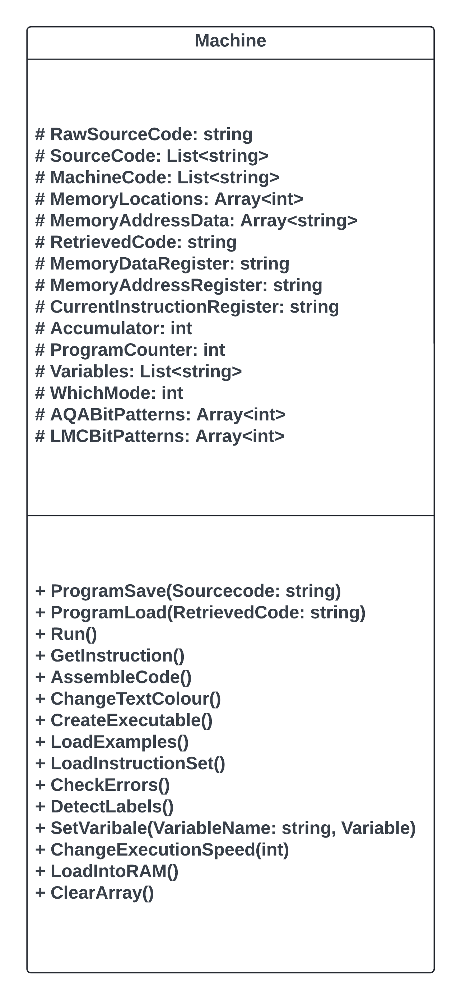 Machine
# RawSourceCode: string
# SourceCode: List<string>
# MachineCode: List<string>
# MemoryLocations: Array<int>
# MemoryAddressData: Array<string>
# RetrievedCode: string
# MemoryDataRegister: string
# MemoryAddressRegister: string
# CurrentInstructionRegister: string
# Accumulator: int
# ProgramCounter: int
# Variables: List<string>
# WhichMode: int
# AQABitPatterns: Array<int>
# LMCBitPatterns: Array<int>
+ ProgramSave(Sourcecode: string)
+ ProgramLoad(RetrievedCode: string)
+ Run()
+ GetInstruction()
+ AssembleCode()
+ ChangeTextColour()
+ CreateExecutable()
+ LoadExamples()
+ LoadInstructionSet()
+ CheckErrors()
+ DetectLabels()
+ SetVaribale(VariableName: string, Variable)
+ ChangeExecutionSpeed(int)
+ LoadIntoRAM()
+ ClearArray()